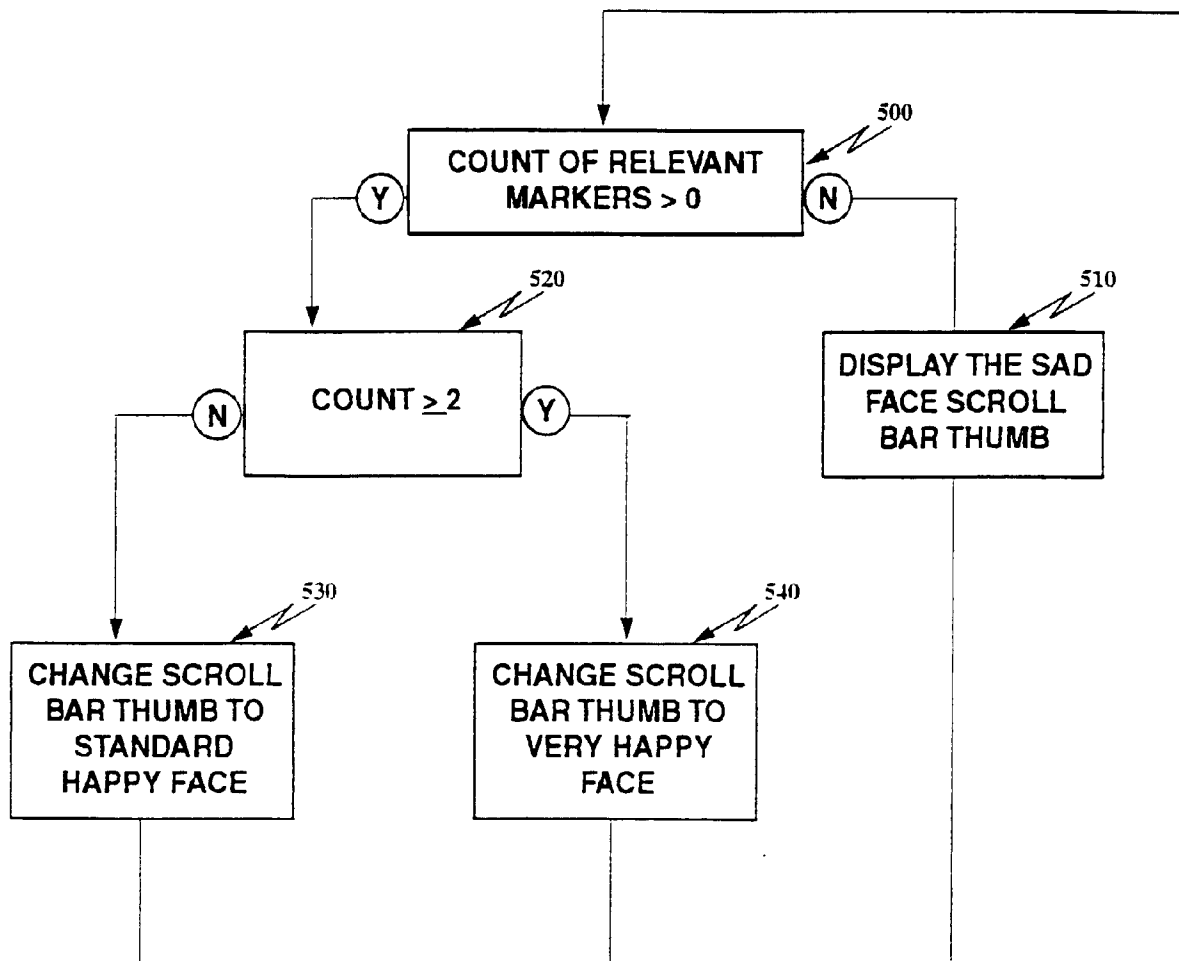 500
COUNT OF RELEVANT
MARKERS > 0
Y
N
520
510
COUNT ≥ 2
N
Y
DISPLAY THE SAD
FACE SCROLL
BAR THUMB
530
540
CHANGE SCROLL
BAR THUMB TO
STANDARD
HAPPY FACE
CHANGE SCROLL
BAR THUMB TO
VERY HAPPY
FACE